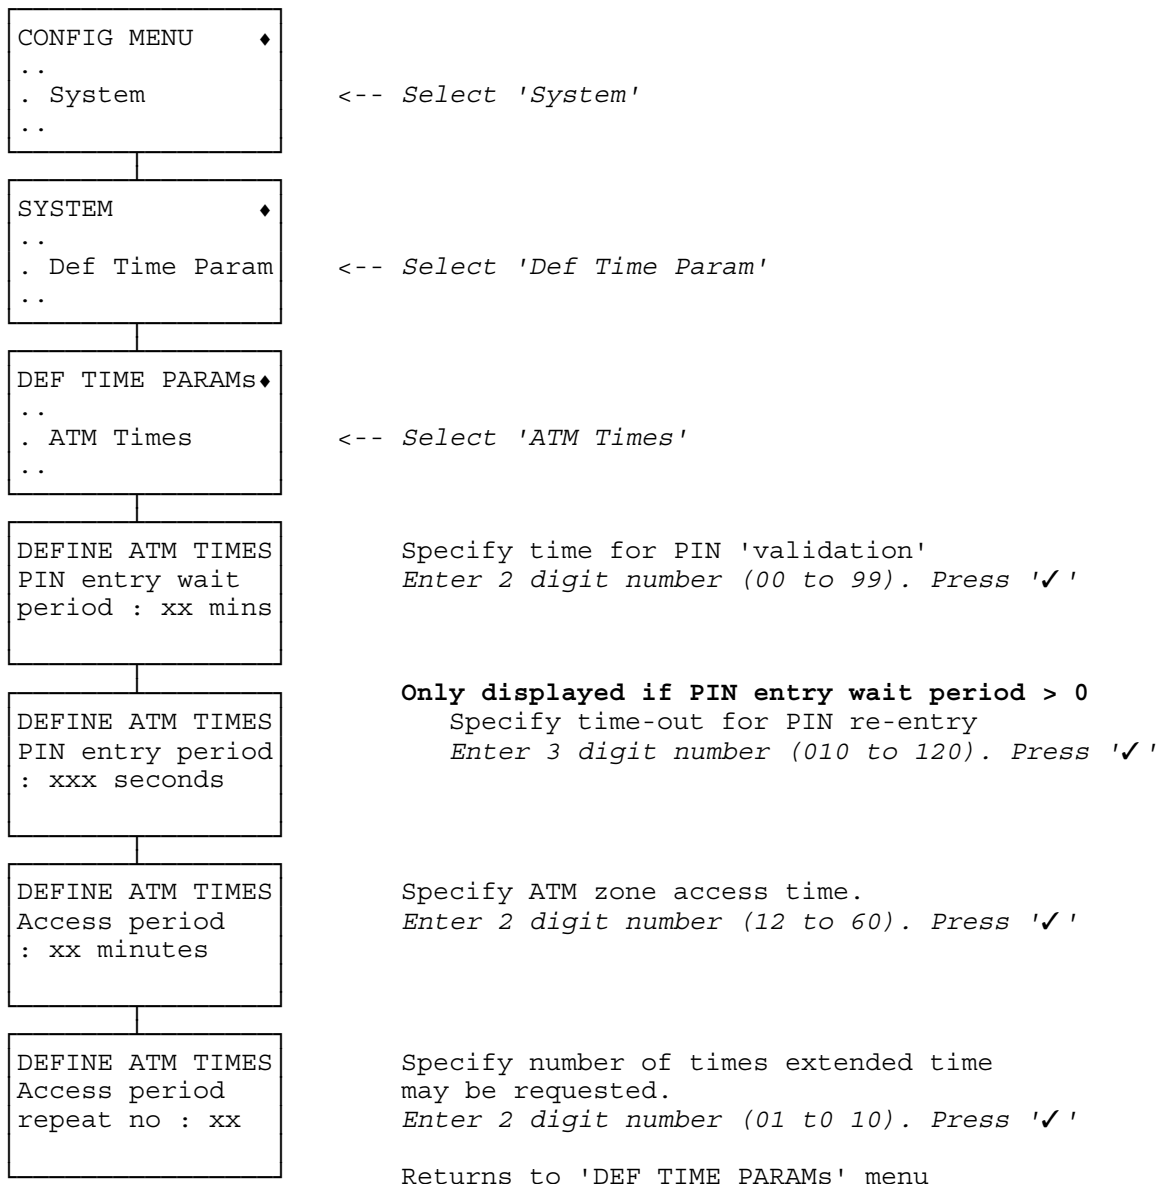 CONFIG MENU ♦
..
. System <-- Select 'System'
..
SYSTEM ♦
..
. Def Time Param <-- Select 'Def Time Param'
..
DEF TIME PARAMs♦
..
. ATM Times <-- Select 'ATM Times'
..
DEFINE ATM TIMES Specify time for PIN 'validation'
PIN entry wait Enter 2 digit number (00 to 99). Press '✓'
period : xx mins
Only displayed if PIN entry wait period > 0
DEFINE ATM TIMES Specify time-out for PIN re-entry
PIN entry period Enter 3 digit number (010 to 120). Press '✓'
: xxx seconds
DEFINE ATM TIMES Specify ATM zone access time.
Access period Enter 2 digit number (12 to 60). Press '✓'
: xx minutes
DEFINE ATM TIMES Specify number of times extended time
Access period may be requested.
repeat no : xx Enter 2 digit number (01 t0 10). Press '✓'
Returns to 'DEF TIME PARAMs' menu